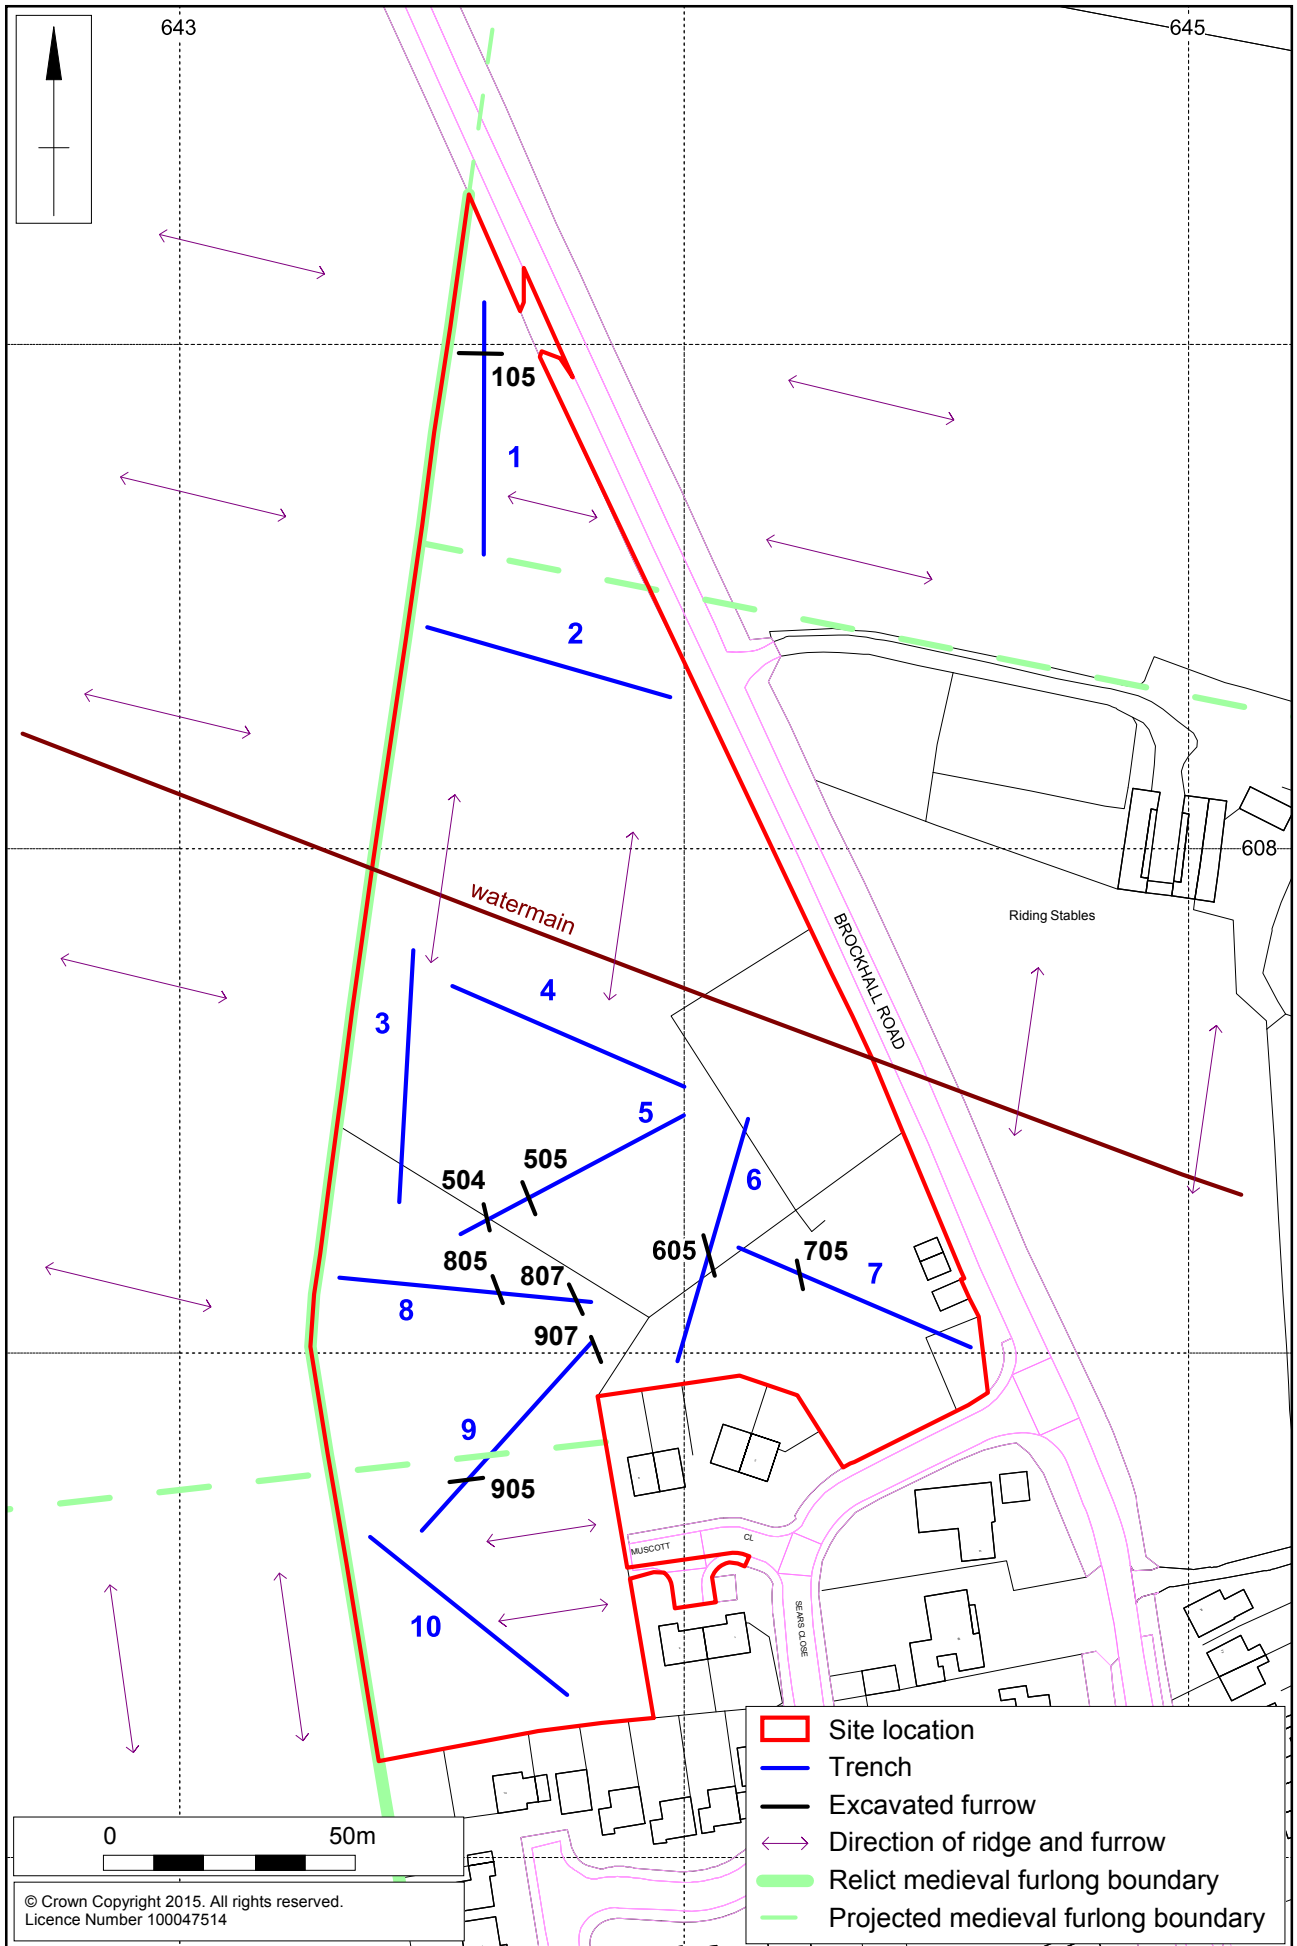 643
645
105
1
2
608
watermain
Riding Stables
BROCKHALL ROAD
4
3
5
505
504
6
605
705
805
807
7
8
907
9
905
MUSCOTT
CL
SEARS CLOSE
10
Site location
Trench
Excavated furrow
Direction of ridge and furrow
Relict medieval furlong boundary
Projected medieval furlong boundary
0 50m
© Crown Copyright 2015. All rights reserved.
Licence Number 100047514